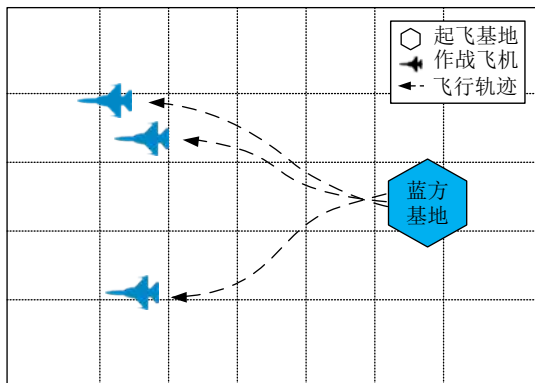 起飞基地
作战飞机
飞行轨迹
蓝方
基地